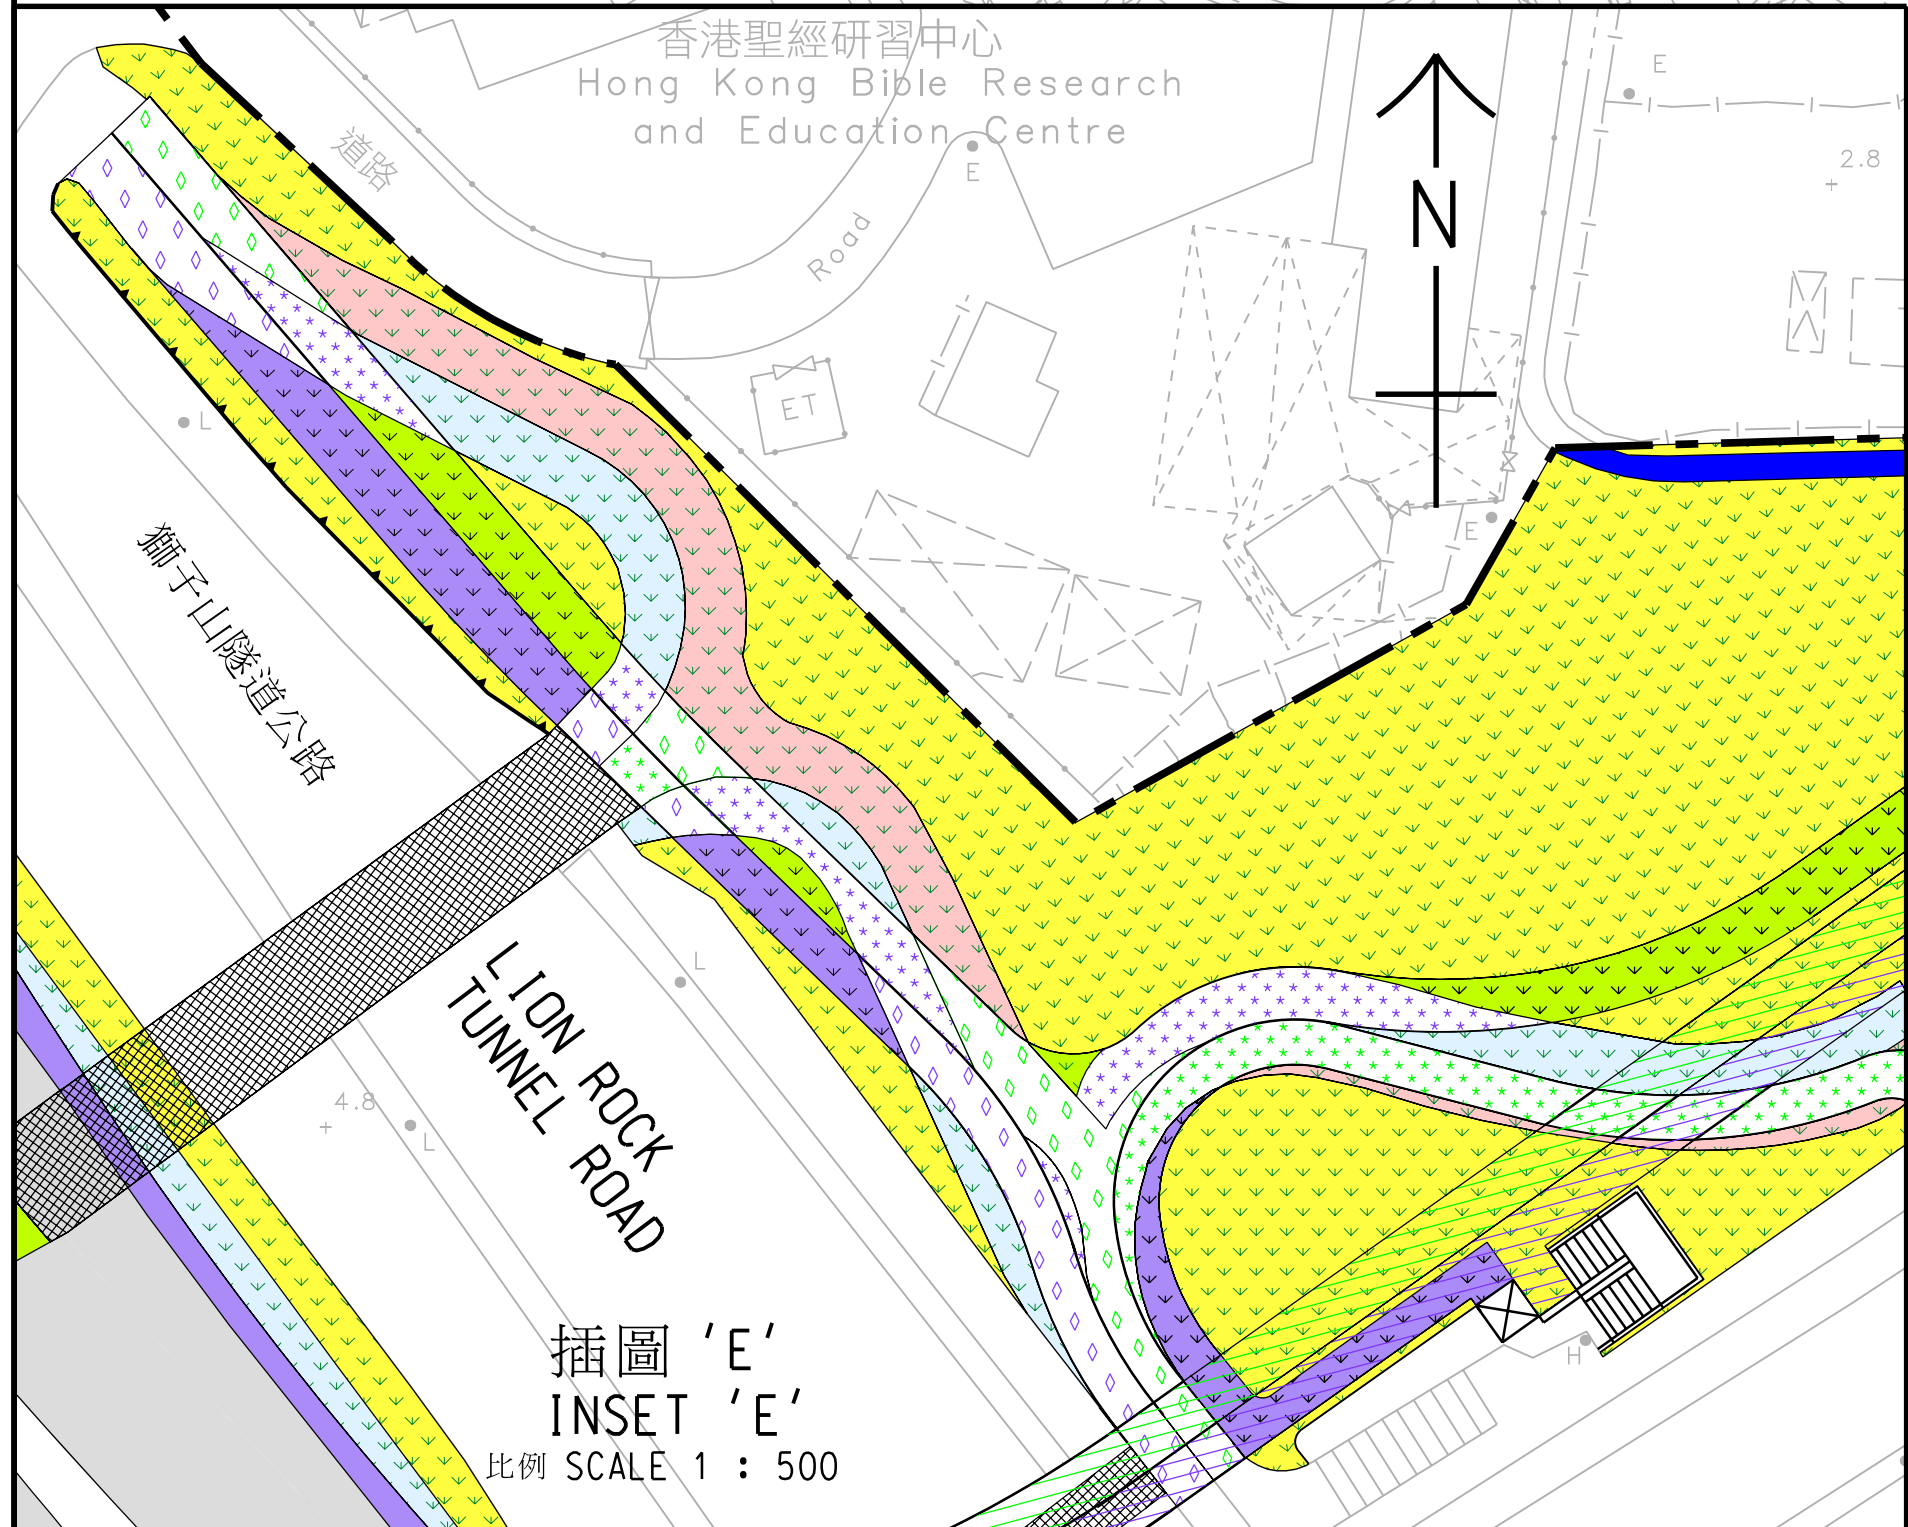 香港聖經研習中心
Hong Kong Bible Research
and Education Centre
道路
Road
E
E
2.8
N
ET
L
E
獅子山隧道公路
L
LION ROCK
TUNNEL ROAD
4.8
L
H
插圖 'E'
INSET 'E'
比例 SCALE 1 : 500